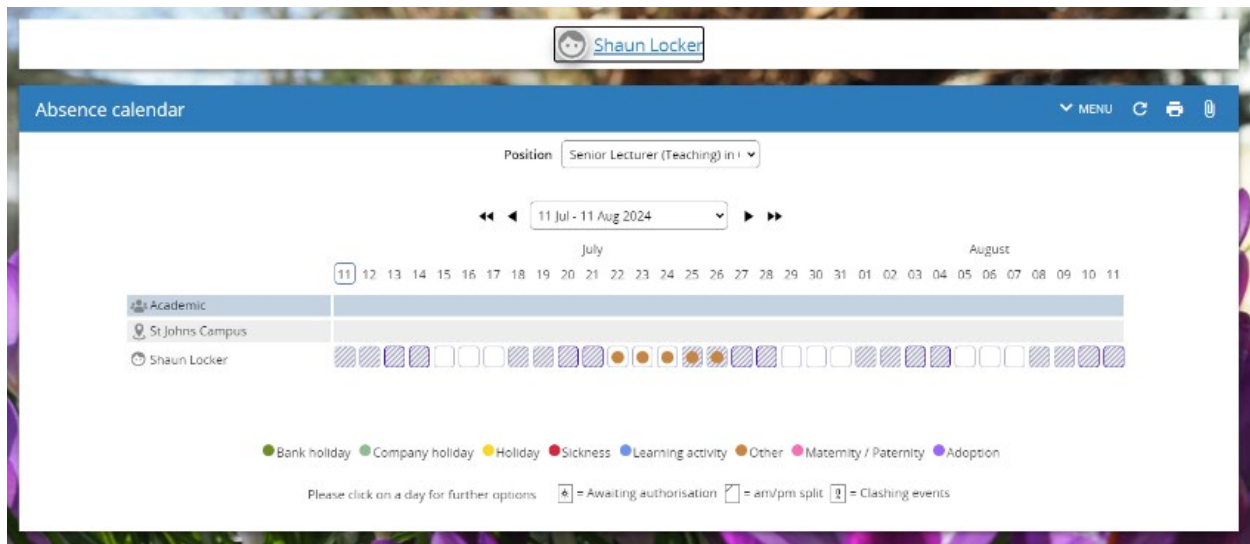 Shaun Locker
Absence calendar MENU
Position Senior Lecturer (Teaching) in
11 Jul - 11 Aug 2024
July August
11 12 13 14 15 16 17 18 19 20 21 22 23 24 25 26 27 28 29 30 31 01 02 03 04 05 06 07 08 09 10 11
Academic
St Johns Campus
Shaun Locker
Bank holiday Company holiday Holiday Sickness Learning activity Other Maternity / Paternity Adoption
Please click on a day for further options = Awaiting authorisation = am/pm split = Clashing events